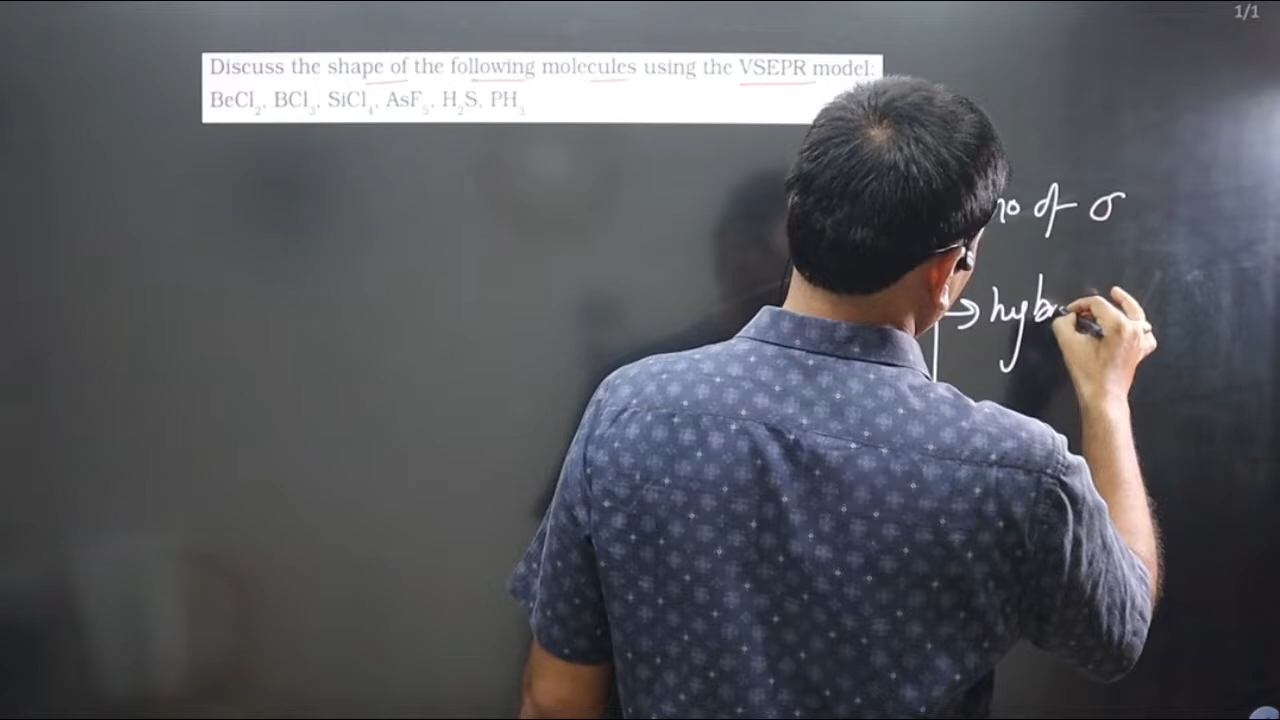 1/1
Discuss the shape of the following molecules using the VSEPR model:
BeCl₂, BCl₃, SiCl₄, AsF₅, H₂S, PH₃
no of σ
→ hyb